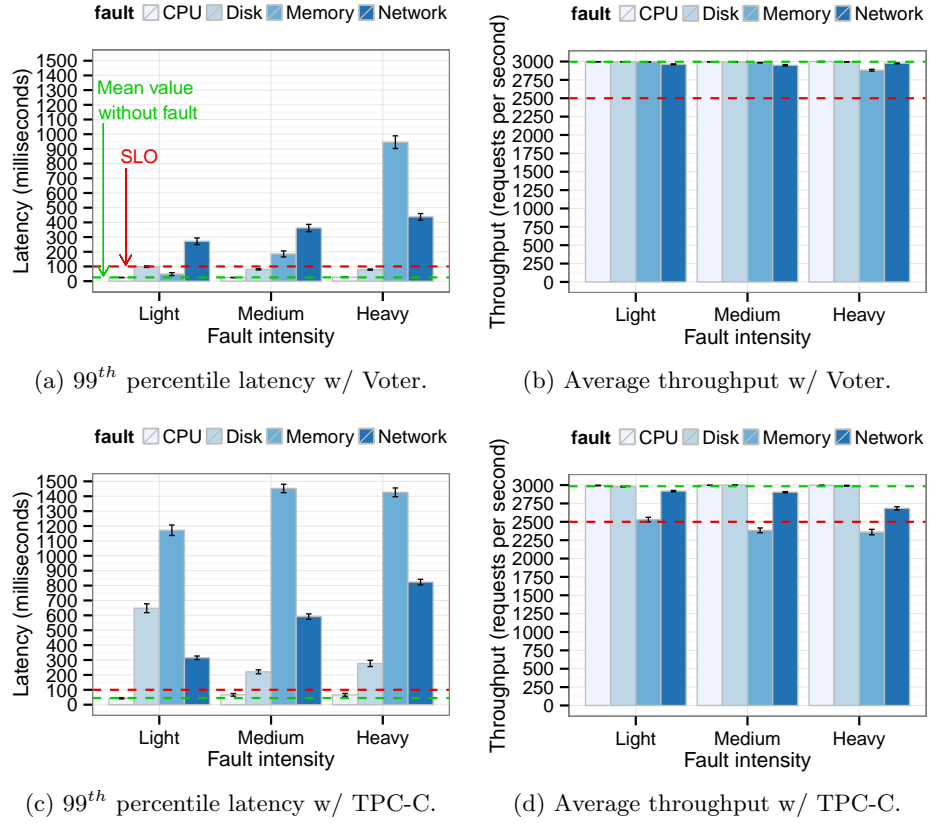 fault CPU Disk Memory Network
1500
1400
1300
1200
1100
1000
900
800
700
600
500
400
300
200
100
0
Latency (milliseconds)
Mean value
without fault
SLO
Light Medium Heavy
Fault intensity
(a) 99th percentile latency w/ Voter.
fault CPU Disk Memory Network
3000
2750
2500
2250
2000
1750
1500
1250
1000
750
500
250
0
Throughput (requests per second)
Light Medium Heavy
Fault intensity
(b) Average throughput w/ Voter.
fault CPU Disk Memory Network
1500
1400
1300
1200
1100
1000
900
800
700
600
500
400
300
200
100
0
Latency (milliseconds)
Light Medium Heavy
Fault intensity
(c) 99th percentile latency w/ TPC-C.
fault CPU Disk Memory Network
3000
2750
2500
2250
2000
1750
1500
1250
1000
750
500
250
0
Throughput (requests per second)
Light Medium Heavy
Fault intensity
(d) Average throughput w/ TPC-C.